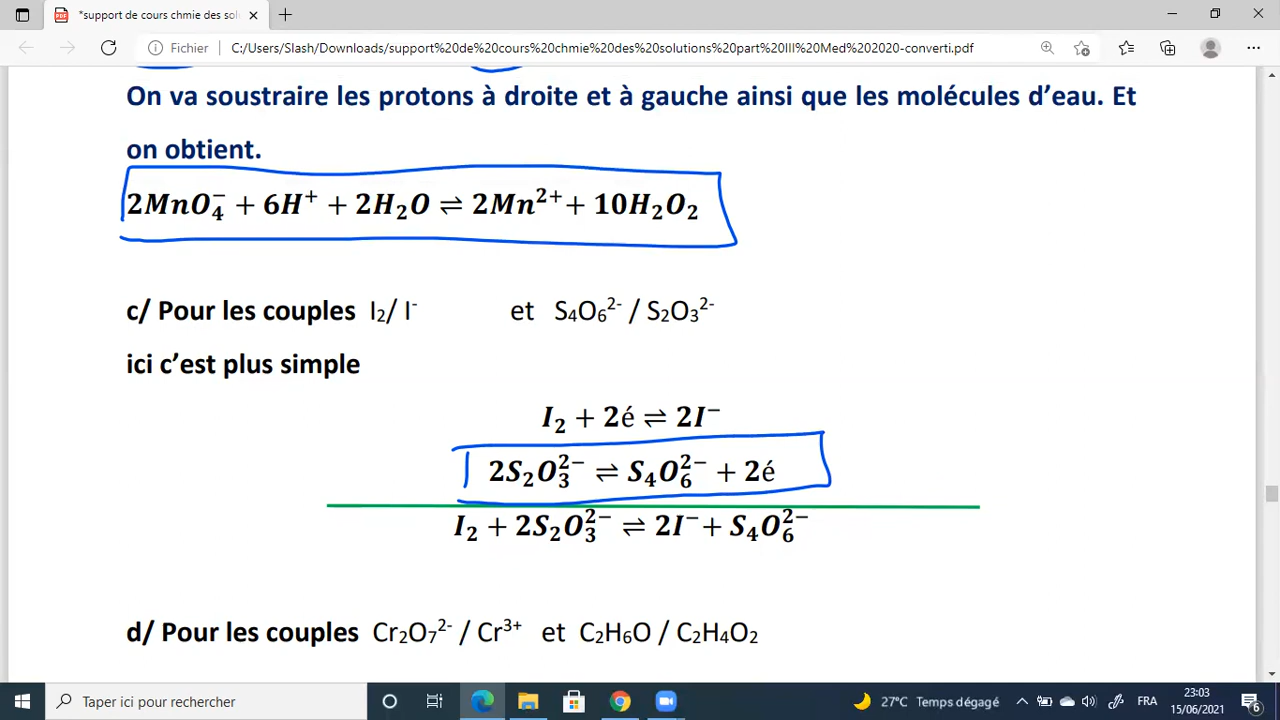 *support de cours chmie des sol
Fichier
C:/Users/Slash/Downloads/support%20de%20cours%20chmie%20des%20solutions%20part%20III%20Med%202020-converti.pdf
On va soustraire les protons à droite et à gauche ainsi que les molécules d'eau. Et
on obtient.
2MnO₄⁻ + 6H⁺ + 2H₂O ⇌ 2Mn²⁺ + 10H₂O₂
c/ Pour les couples I₂/ I⁻ et S₄O₆²⁻ / S₂O₃²⁻
ici c'est plus simple
I₂ + 2é ⇌ 2I⁻
2S₂O₃²⁻ ⇌ S₄O₆²⁻ + 2é
I₂ + 2S₂O₃²⁻ ⇌ 2I⁻ + S₄O₆²⁻
d/ Pour les couples Cr₂O₇²⁻ / Cr³⁺ et C₂H₆O / C₂H₄O₂
Taper ici pour rechercher
27°C Temps dégagé
FRA
23:03
15/06/2021
6